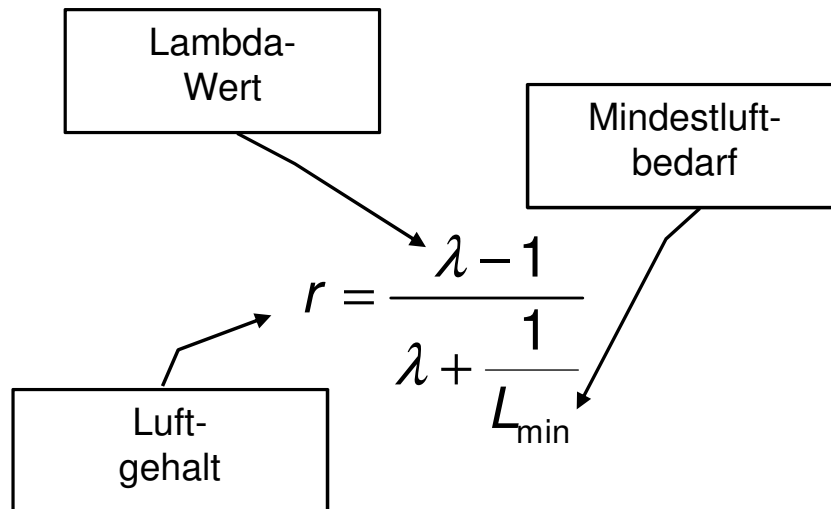 Lambda-
Wert
Mindestluft-
bedarf
r = (λ − 1) / (λ + 1 / L_min)
Luft-
gehalt